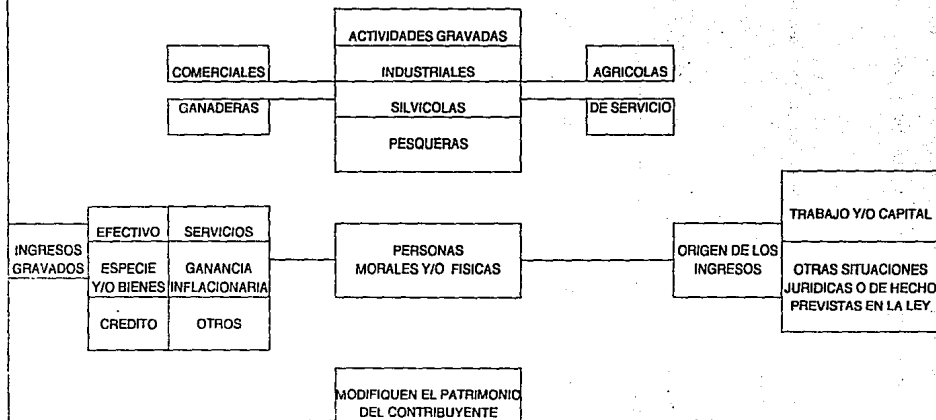 ACTIVIDADES GRAVADAS
COMERCIALES
INDUSTRIALES
AGRICOLAS
GANADERAS
SILVICOLAS
DE SERVICIO
PESQUERAS
INGRESOS
GRAVADOS
EFECTIVO
SERVICIOS
ESPECIE
Y/O BIENES
GANANCIA
INFLACIONARIA
CREDITO
OTROS
PERSONAS
MORALES Y/O FISICAS
ORIGEN DE LOS
INGRESOS
TRABAJO Y/O CAPITAL
OTRAS SITUACIONES
JURIDICAS O DE HECHO
PREVISTAS EN LA LEY
MODIFIQUEN EL PATRIMONIO
DEL CONTRIBUYENTE